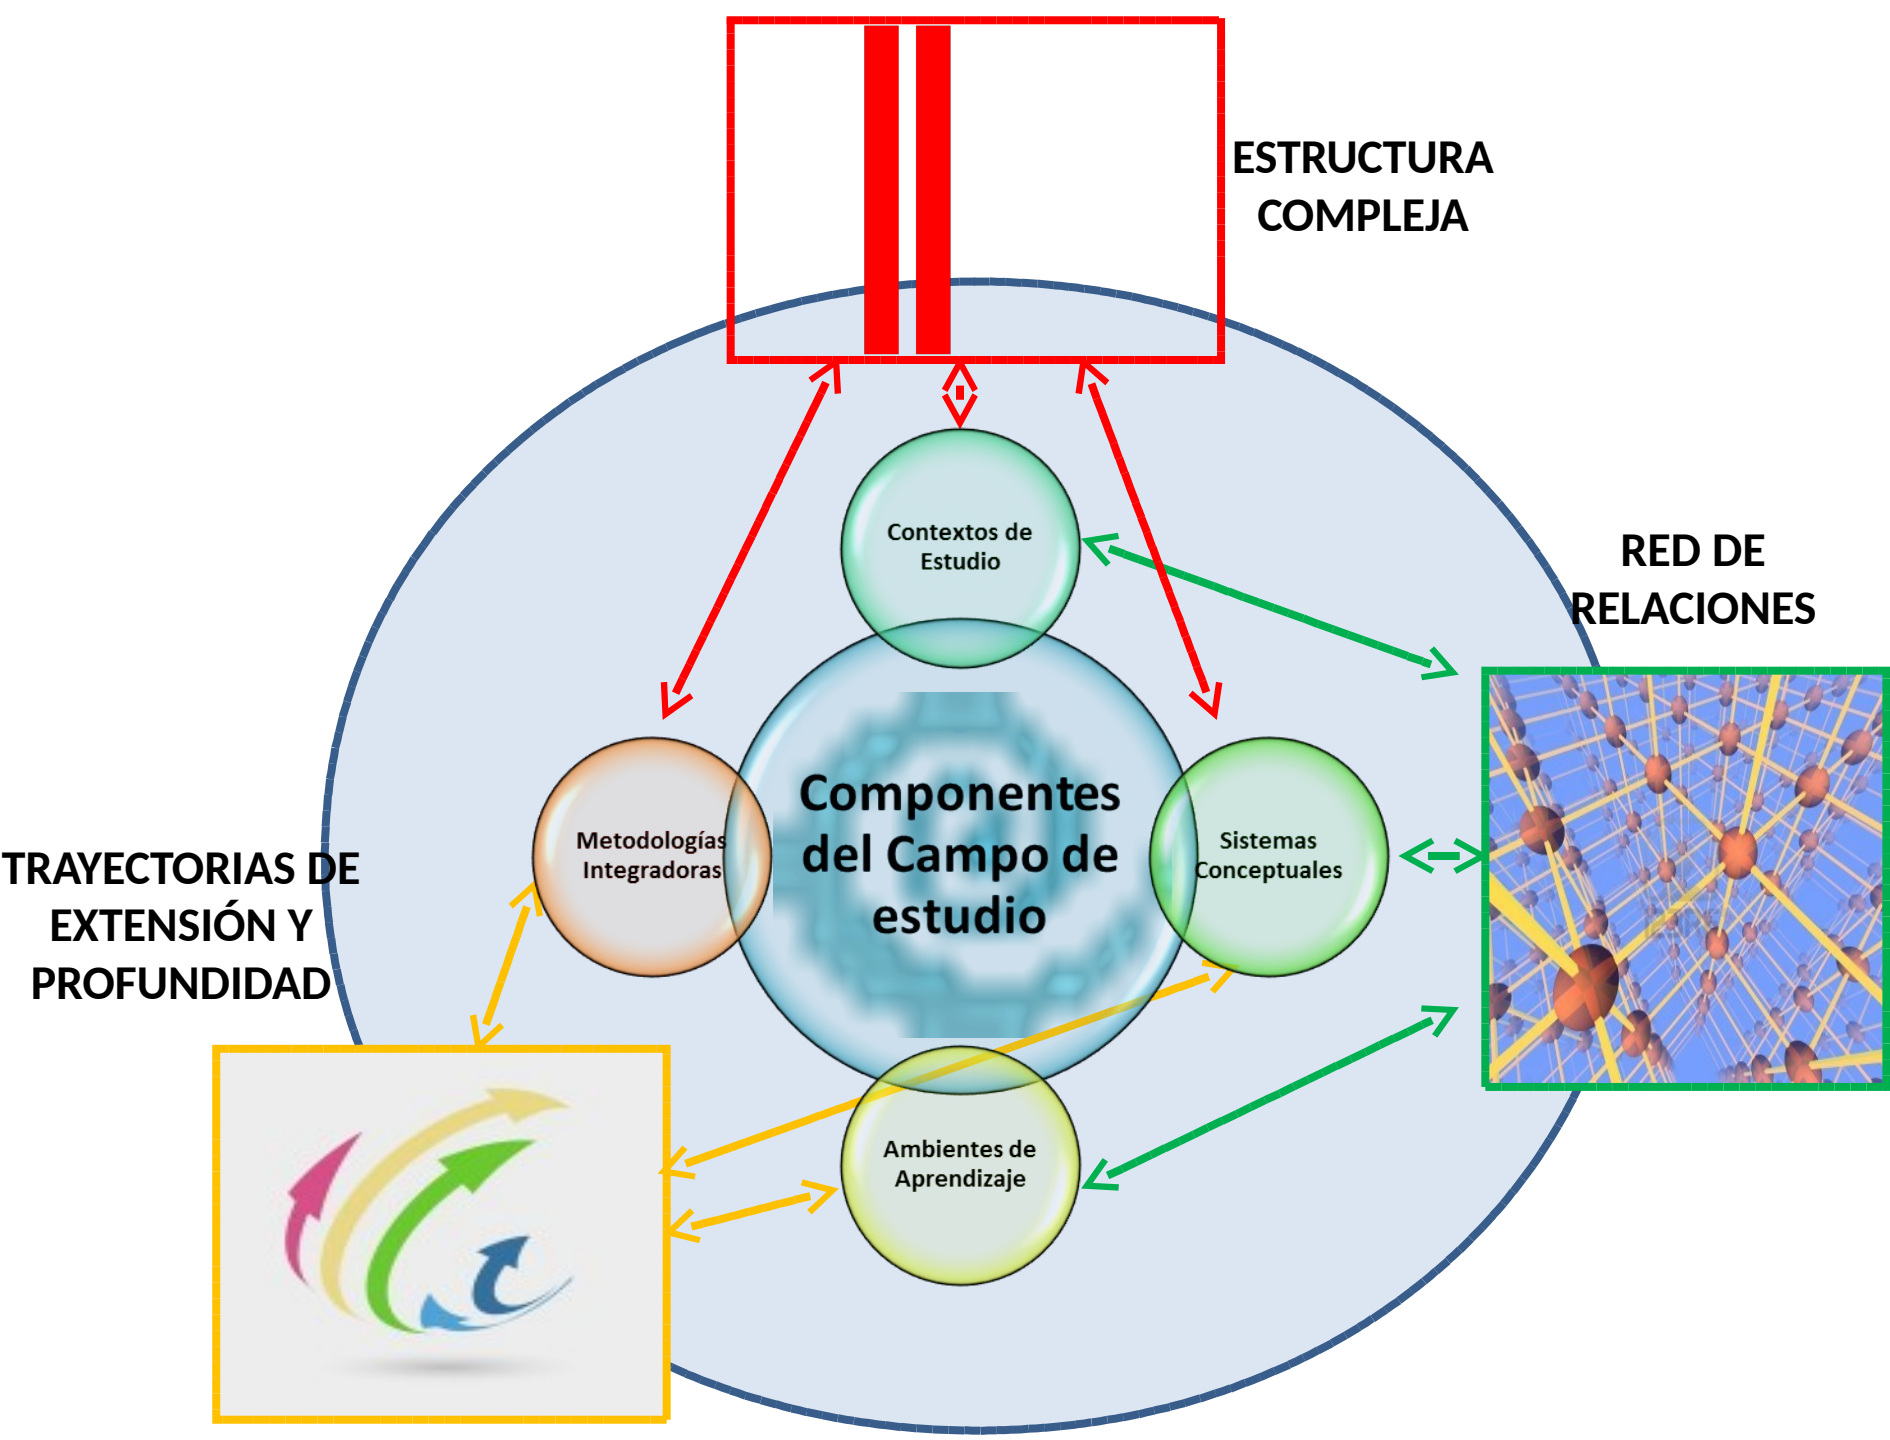 ESTRUCTURA
COMPLEJA
Contextos de
Estudio
RED DE
RELACIONES
Componentes
del Campo de
estudio
Metodologías
Integradoras
Sistemas
Conceptuales
TRAYECTORIAS DE
EXTENSIÓN Y
PROFUNDIDAD
Ambientes de
Aprendizaje